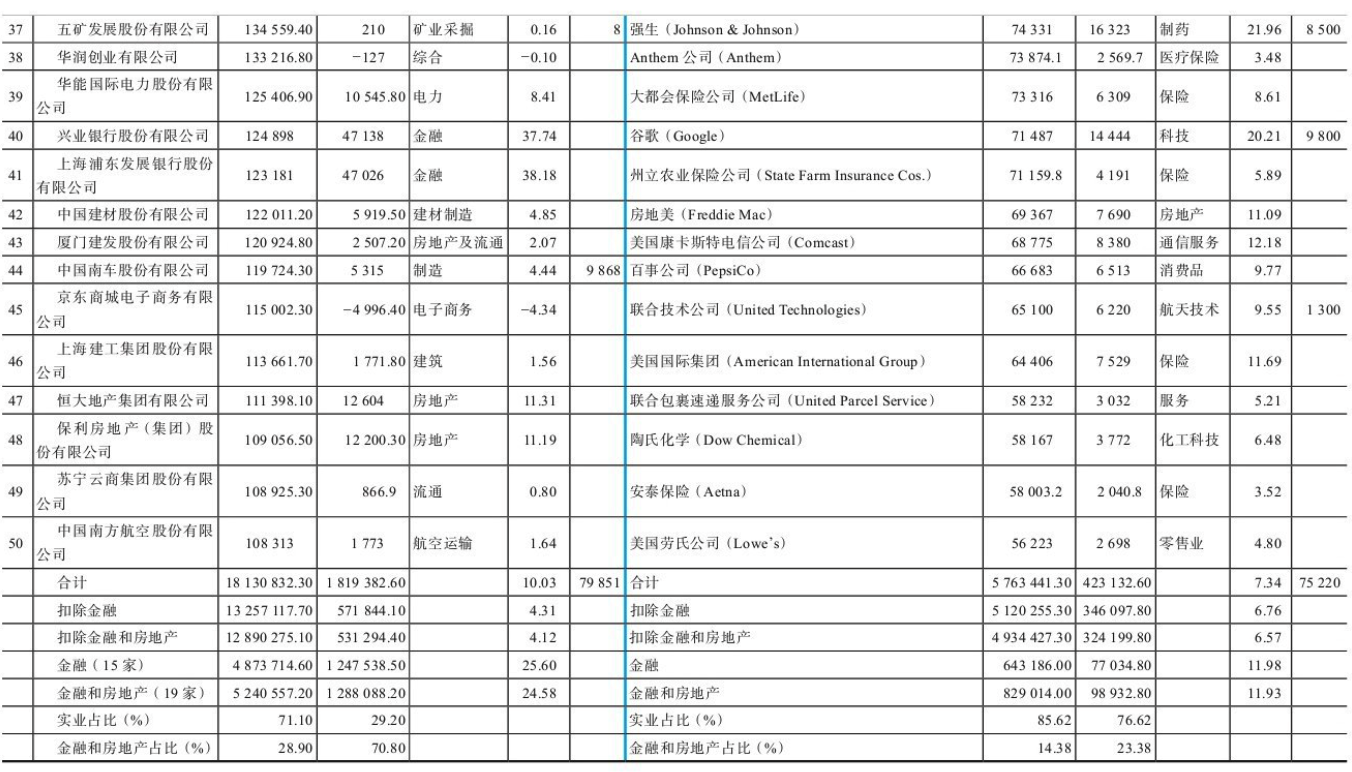 37 五矿发展股份有限公司 134 559.40 210 矿业采掘 0.16 8 强生（Johnson & Johnson） 74 331 16 323 制药 21.96 8 500
38 华润创业有限公司 133 216.80 −127 综合 −0.10 Anthem 公司（Anthem） 73 874.1 2 569.7 医疗保险 3.48
39 华能国际电力股份有限
公司 125 406.90 10 545.80 电力 8.41 大都会保险公司（MetLife） 73 316 6 309 保险 8.61
40 兴业银行股份有限公司 124 898 47 138 金融 37.74 谷歌（Google） 71 487 14 444 科技 20.21 9 800
41 上海浦东发展银行股份
有限公司 123 181 47 026 金融 38.18 州立农业保险公司（State Farm Insurance Cos.） 71 159.8 4 191 保险 5.89
42 中国建材股份有限公司 122 011.20 5 919.50 建材制造 4.85 房地美（Freddie Mac） 69 367 7 690 房地产 11.09
43 厦门建发股份有限公司 120 924.80 2 507.20 房地产及流通 2.07 美国康卡斯特电信公司（Comcast） 68 775 8 380 通信服务 12.18
44 中国南车股份有限公司 119 724.30 5 315 制造 4.44 9 868 百事公司（PepsiCo） 66 683 6 513 消费品 9.77
45 京东商城电子商务有限
公司 115 002.30 −4 996.40 电子商务 −4.34 联合技术公司（United Technologies） 65 100 6 220 航天技术 9.55 1 300
46 上海建工集团股份有限
公司 113 661.70 1 771.80 建筑 1.56 美国国际集团（American International Group） 64 406 7 529 保险 11.69
47 恒大地产集团有限公司 111 398.10 12 604 房地产 11.31 联合包裹速递服务公司（United Parcel Service） 58 232 3 032 服务 5.21
48 保利房地产（集团）股
份有限公司 109 056.50 12 200.30 房地产 11.19 陶氏化学（Dow Chemical） 58 167 3 772 化工科技 6.48
49 苏宁云商集团股份有限
公司 108 925.30 866.9 流通 0.80 安泰保险（Aetna） 58 003.2 2 040.8 保险 3.52
50 中国南方航空股份有限
公司 108 313 1 773 航空运输 1.64 美国劳氏公司（Lowe's） 56 223 2 698 零售业 4.80
合计 18 130 832.30 1 819 382.60 10.03 79 851 合计 5 763 441.30 423 132.60 7.34 75 220
扣除金融 13 257 117.70 571 844.10 4.31 扣除金融 5 120 255.30 346 097.80 6.76
扣除金融和房地产 12 890 275.10 531 294.40 4.12 扣除金融和房地产 4 934 427.30 324 199.80 6.57
金融（15 家） 4 873 714.60 1 247 538.50 25.60 金融 643 186.00 77 034.80 11.98
金融和房地产（19 家） 5 240 557.20 1 288 088.20 24.58 金融和房地产 829 014.00 98 932.80 11.93
实业占比（%） 71.10 29.20 实业占比（%） 85.62 76.62
金融和房地产占比（%） 28.90 70.80 金融和房地产占比（%） 14.38 23.38